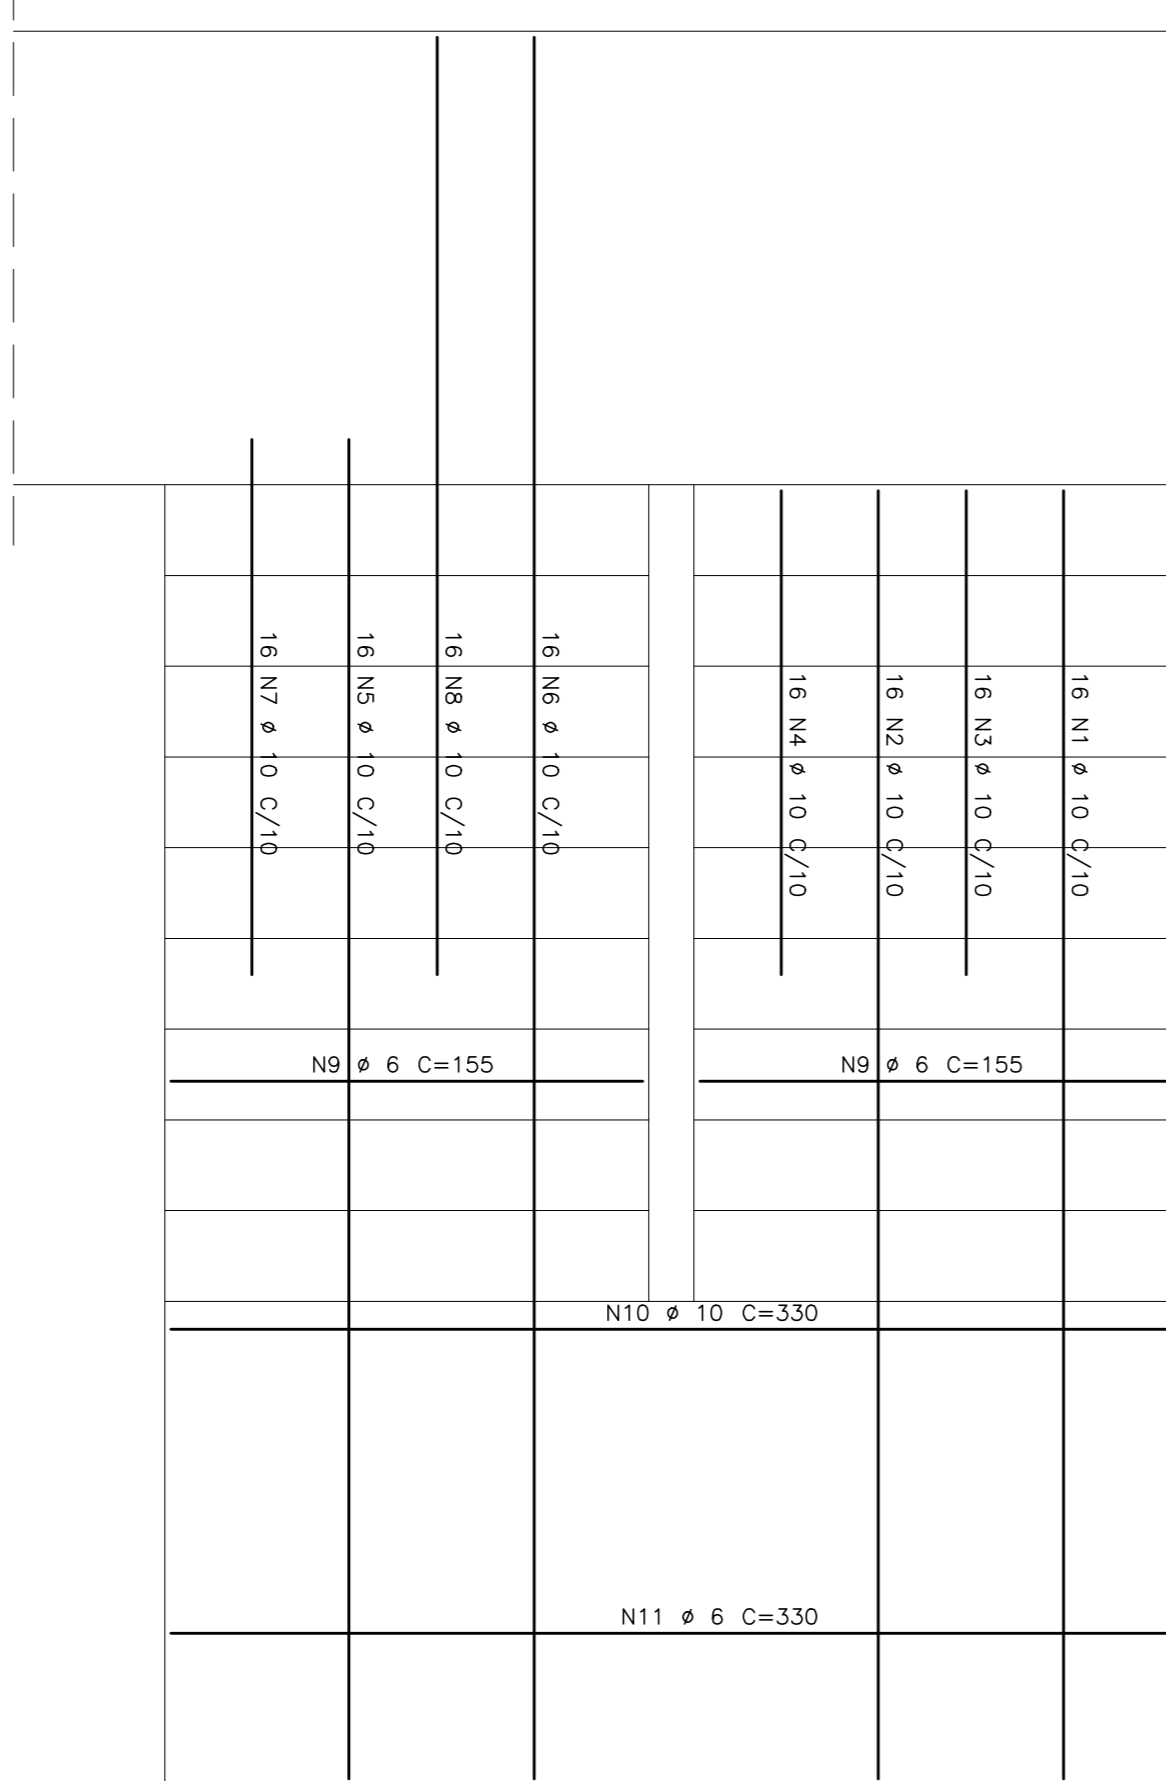 16 N7 ø 10 C/10
16 N5 ø 10 C/10
16 N8 ø 10 C/10
16 N6 ø 10 C/10
16 N4 ø 10 C/10
16 N2 ø 10 C/10
16 N3 ø 10 C/10
16 N1 ø 10 C/10
N9 ø 6 C=155
N9 ø 6 C=155
N10 ø 10 C=330
N11 ø 6 C=330